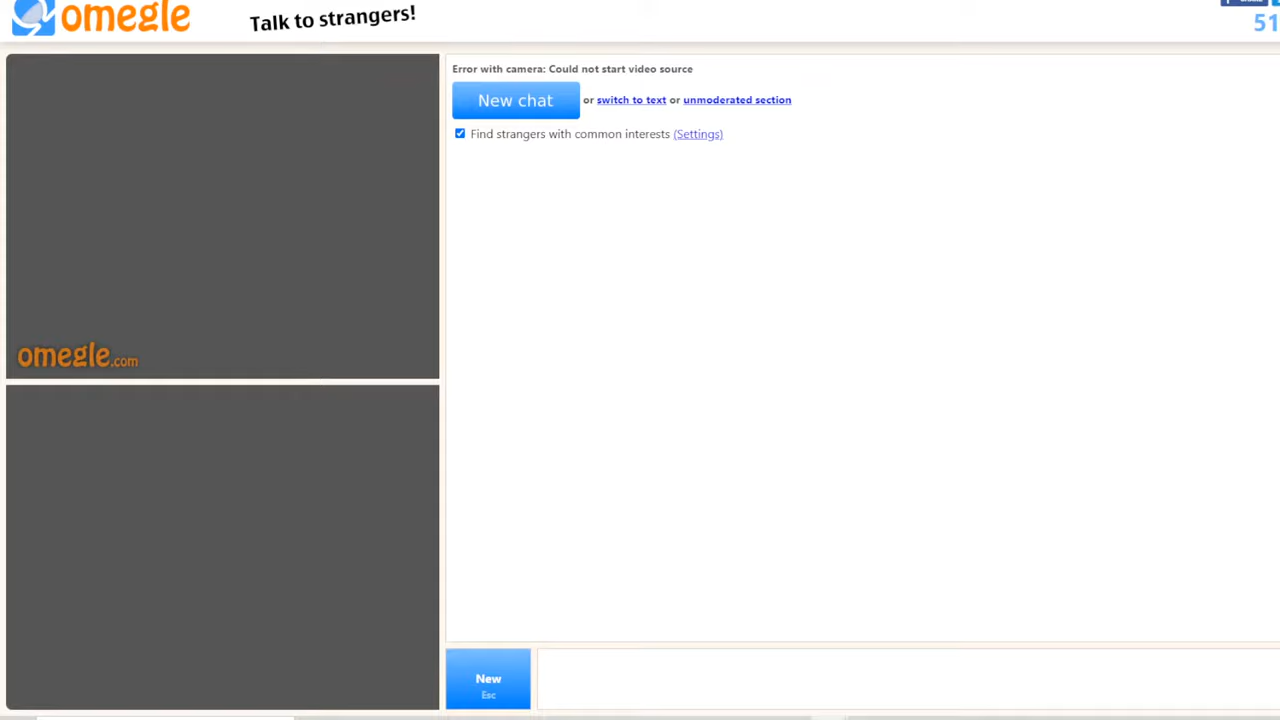 omegle
Talk to strangers!
51
Error with camera: Could not start video source
New chat or switch to text or unmoderated section
Find strangers with common interests (Settings)
omegle.com
New
Esc